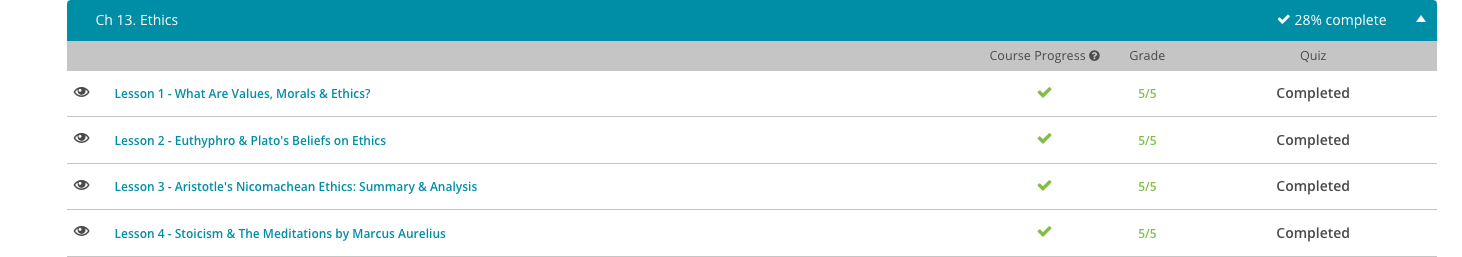 Ch 13. Ethics 28% complete
Course Progress Grade Quiz
Lesson 1 - What Are Values, Morals & Ethics? 5/5 Completed
Lesson 2 - Euthyphro & Plato's Beliefs on Ethics 5/5 Completed
Lesson 3 - Aristotle's Nicomachean Ethics: Summary & Analysis 5/5 Completed
Lesson 4 - Stoicism & The Meditations by Marcus Aurelius 5/5 Completed